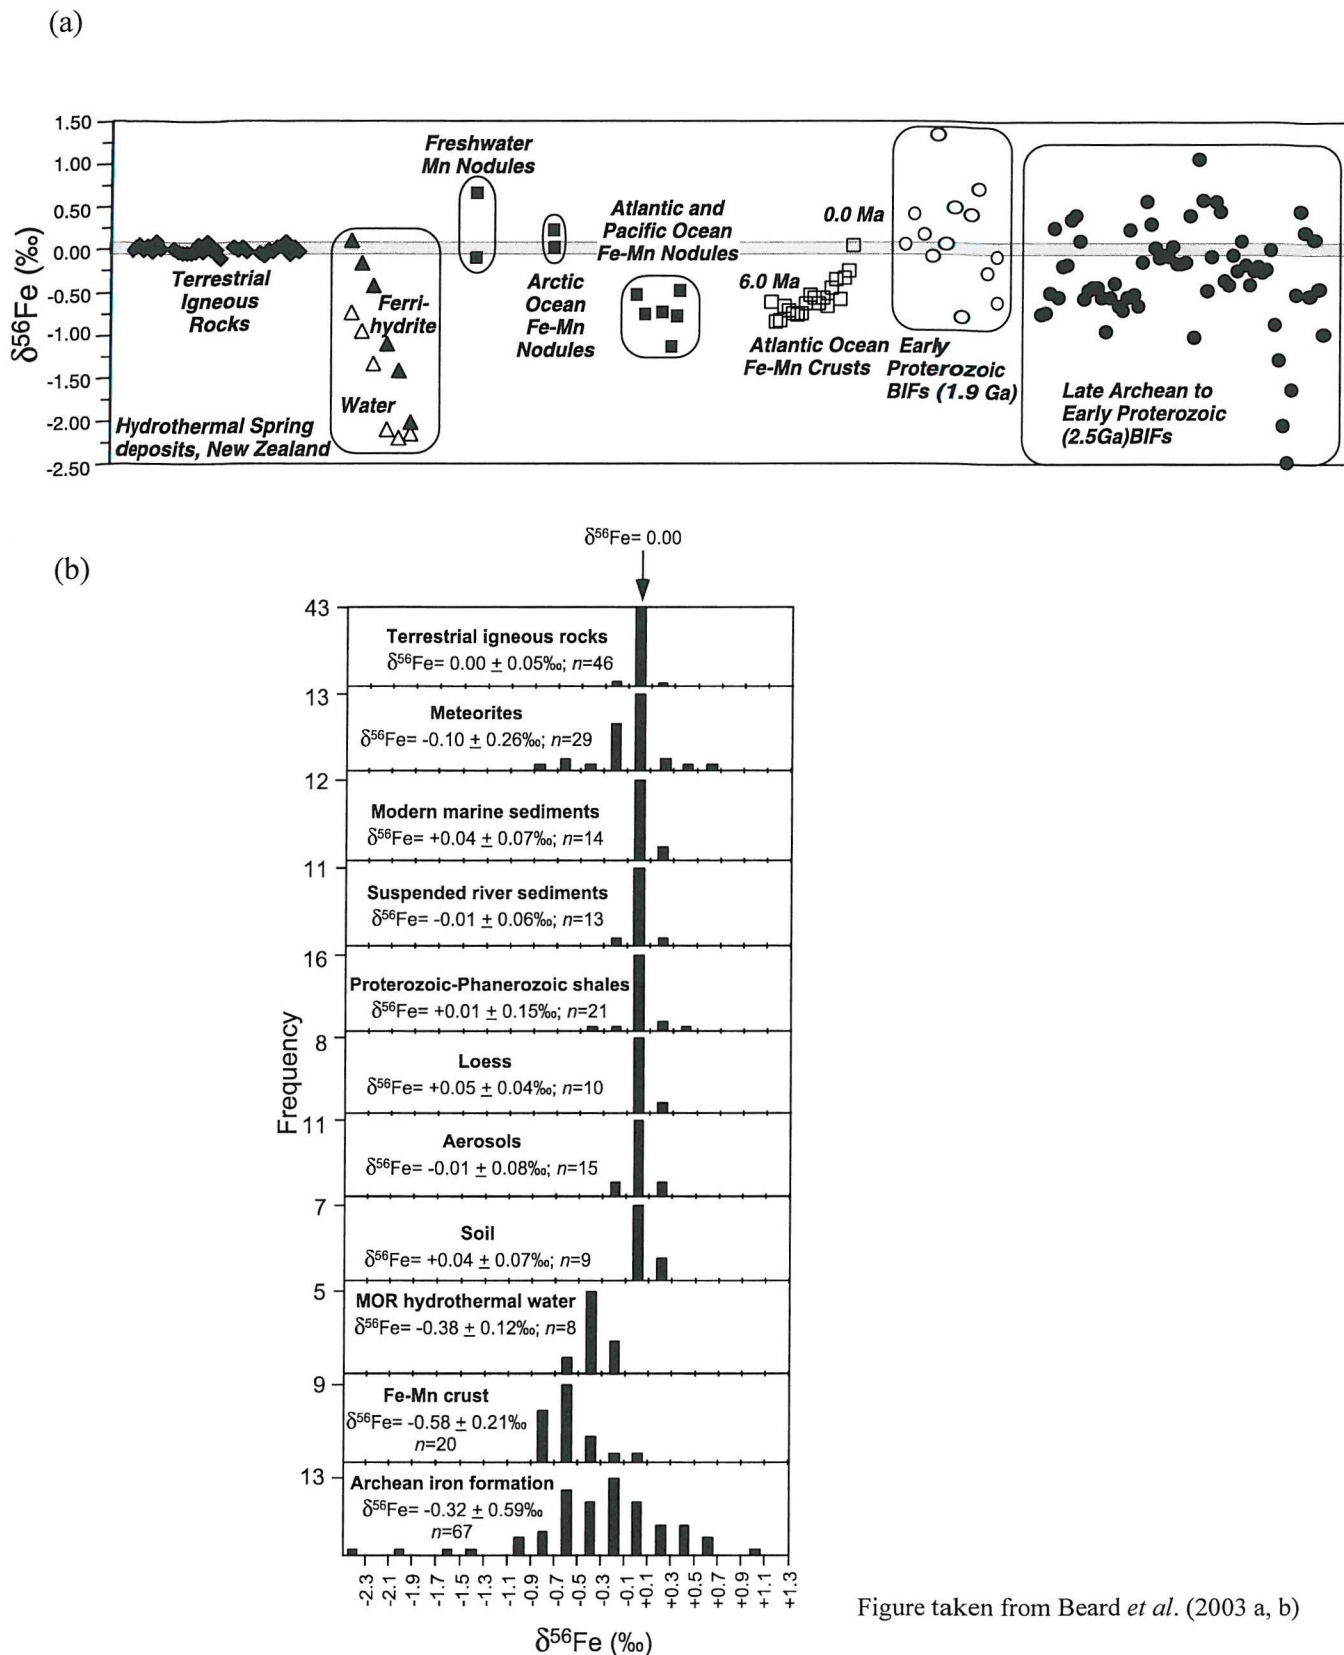 (a)
1.50
1.00
0.50
0.00
-0.50
-1.00
-1.50
-2.00
-2.50
δ⁵⁶Fe (‰)
Terrestrial
Igneous
Rocks
Hydrothermal Spring
deposits, New Zealand
Ferri-
hydrite
Water
Freshwater
Mn Nodules
Arctic
Ocean
Fe-Mn
Nodules
Atlantic and
Pacific Ocean
Fe-Mn Nodules
0.0 Ma
6.0 Ma
Atlantic Ocean
Fe-Mn Crusts
Early
Proterozoic
BIFs (1.9 Ga)
Late Archean to
Early Proterozoic
(2.5Ga)BIFs
(b)
δ⁵⁶Fe= 0.00
Frequency
43
Terrestrial igneous rocks
δ⁵⁶Fe= 0.00 ± 0.05‰; n=46
13
Meteorites
δ⁵⁶Fe= -0.10 ± 0.26‰; n=29
12
Modern marine sediments
δ⁵⁶Fe= +0.04 ± 0.07‰; n=14
11
Suspended river sediments
δ⁵⁶Fe= -0.01 ± 0.06‰; n=13
16
Proterozoic-Phanerozoic shales
δ⁵⁶Fe= +0.01 ± 0.15‰; n=21
8
Loess
δ⁵⁶Fe= +0.05 ± 0.04‰; n=10
11
Aerosols
δ⁵⁶Fe= -0.01 ± 0.08‰; n=15
7
Soil
δ⁵⁶Fe= +0.04 ± 0.07‰; n=9
5
MOR hydrothermal water
δ⁵⁶Fe= -0.38 ± 0.12‰; n=8
9
Fe-Mn crust
δ⁵⁶Fe= -0.58 ± 0.21‰
n=20
13
Archean iron formation
δ⁵⁶Fe= -0.32 ± 0.59‰
n=67
-2.3 -2.1 -1.9 -1.7 -1.5 -1.3 -1.1 -0.9 -0.7 -0.5 -0.3 -0.1 +0.1 +0.3 +0.5 +0.7 +0.9 +1.1 +1.3
δ⁵⁶Fe (‰)
Figure taken from Beard et al. (2003 a, b)